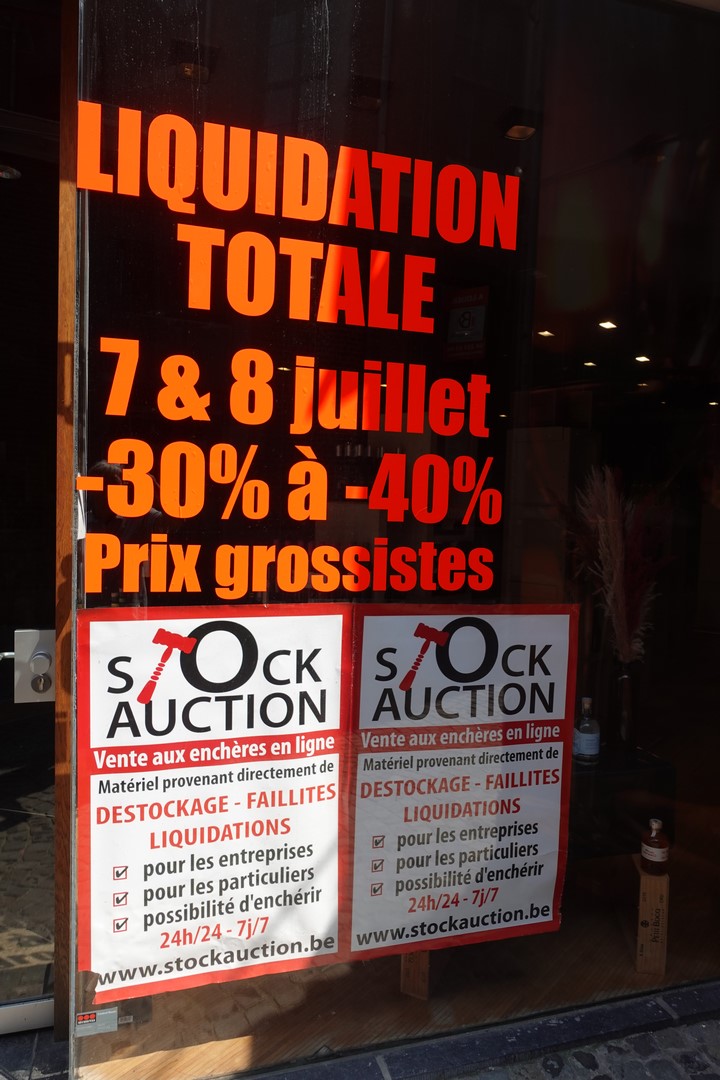 LIQUIDATION
TOTALE
7 & 8 juillet
-30% à -40%
Prix grossistes
STOCK
AUCTION
Vente aux enchères en ligne
Matériel provenant directement de
DESTOCKAGE - FAILLITES
LIQUIDATIONS
pour les entreprises
pour les particuliers
possibilité d'enchérir
24h/24 - 7j/7
www.stockauction.be
STOCK
AUCTION
Vente aux enchères en ligne
Matériel provenant directement de
DESTOCKAGE - FAILLITES
LIQUIDATIONS
pour les entreprises
pour les particuliers
possibilité d'enchérir
24h/24 - 7j/7
www.stockauction.be